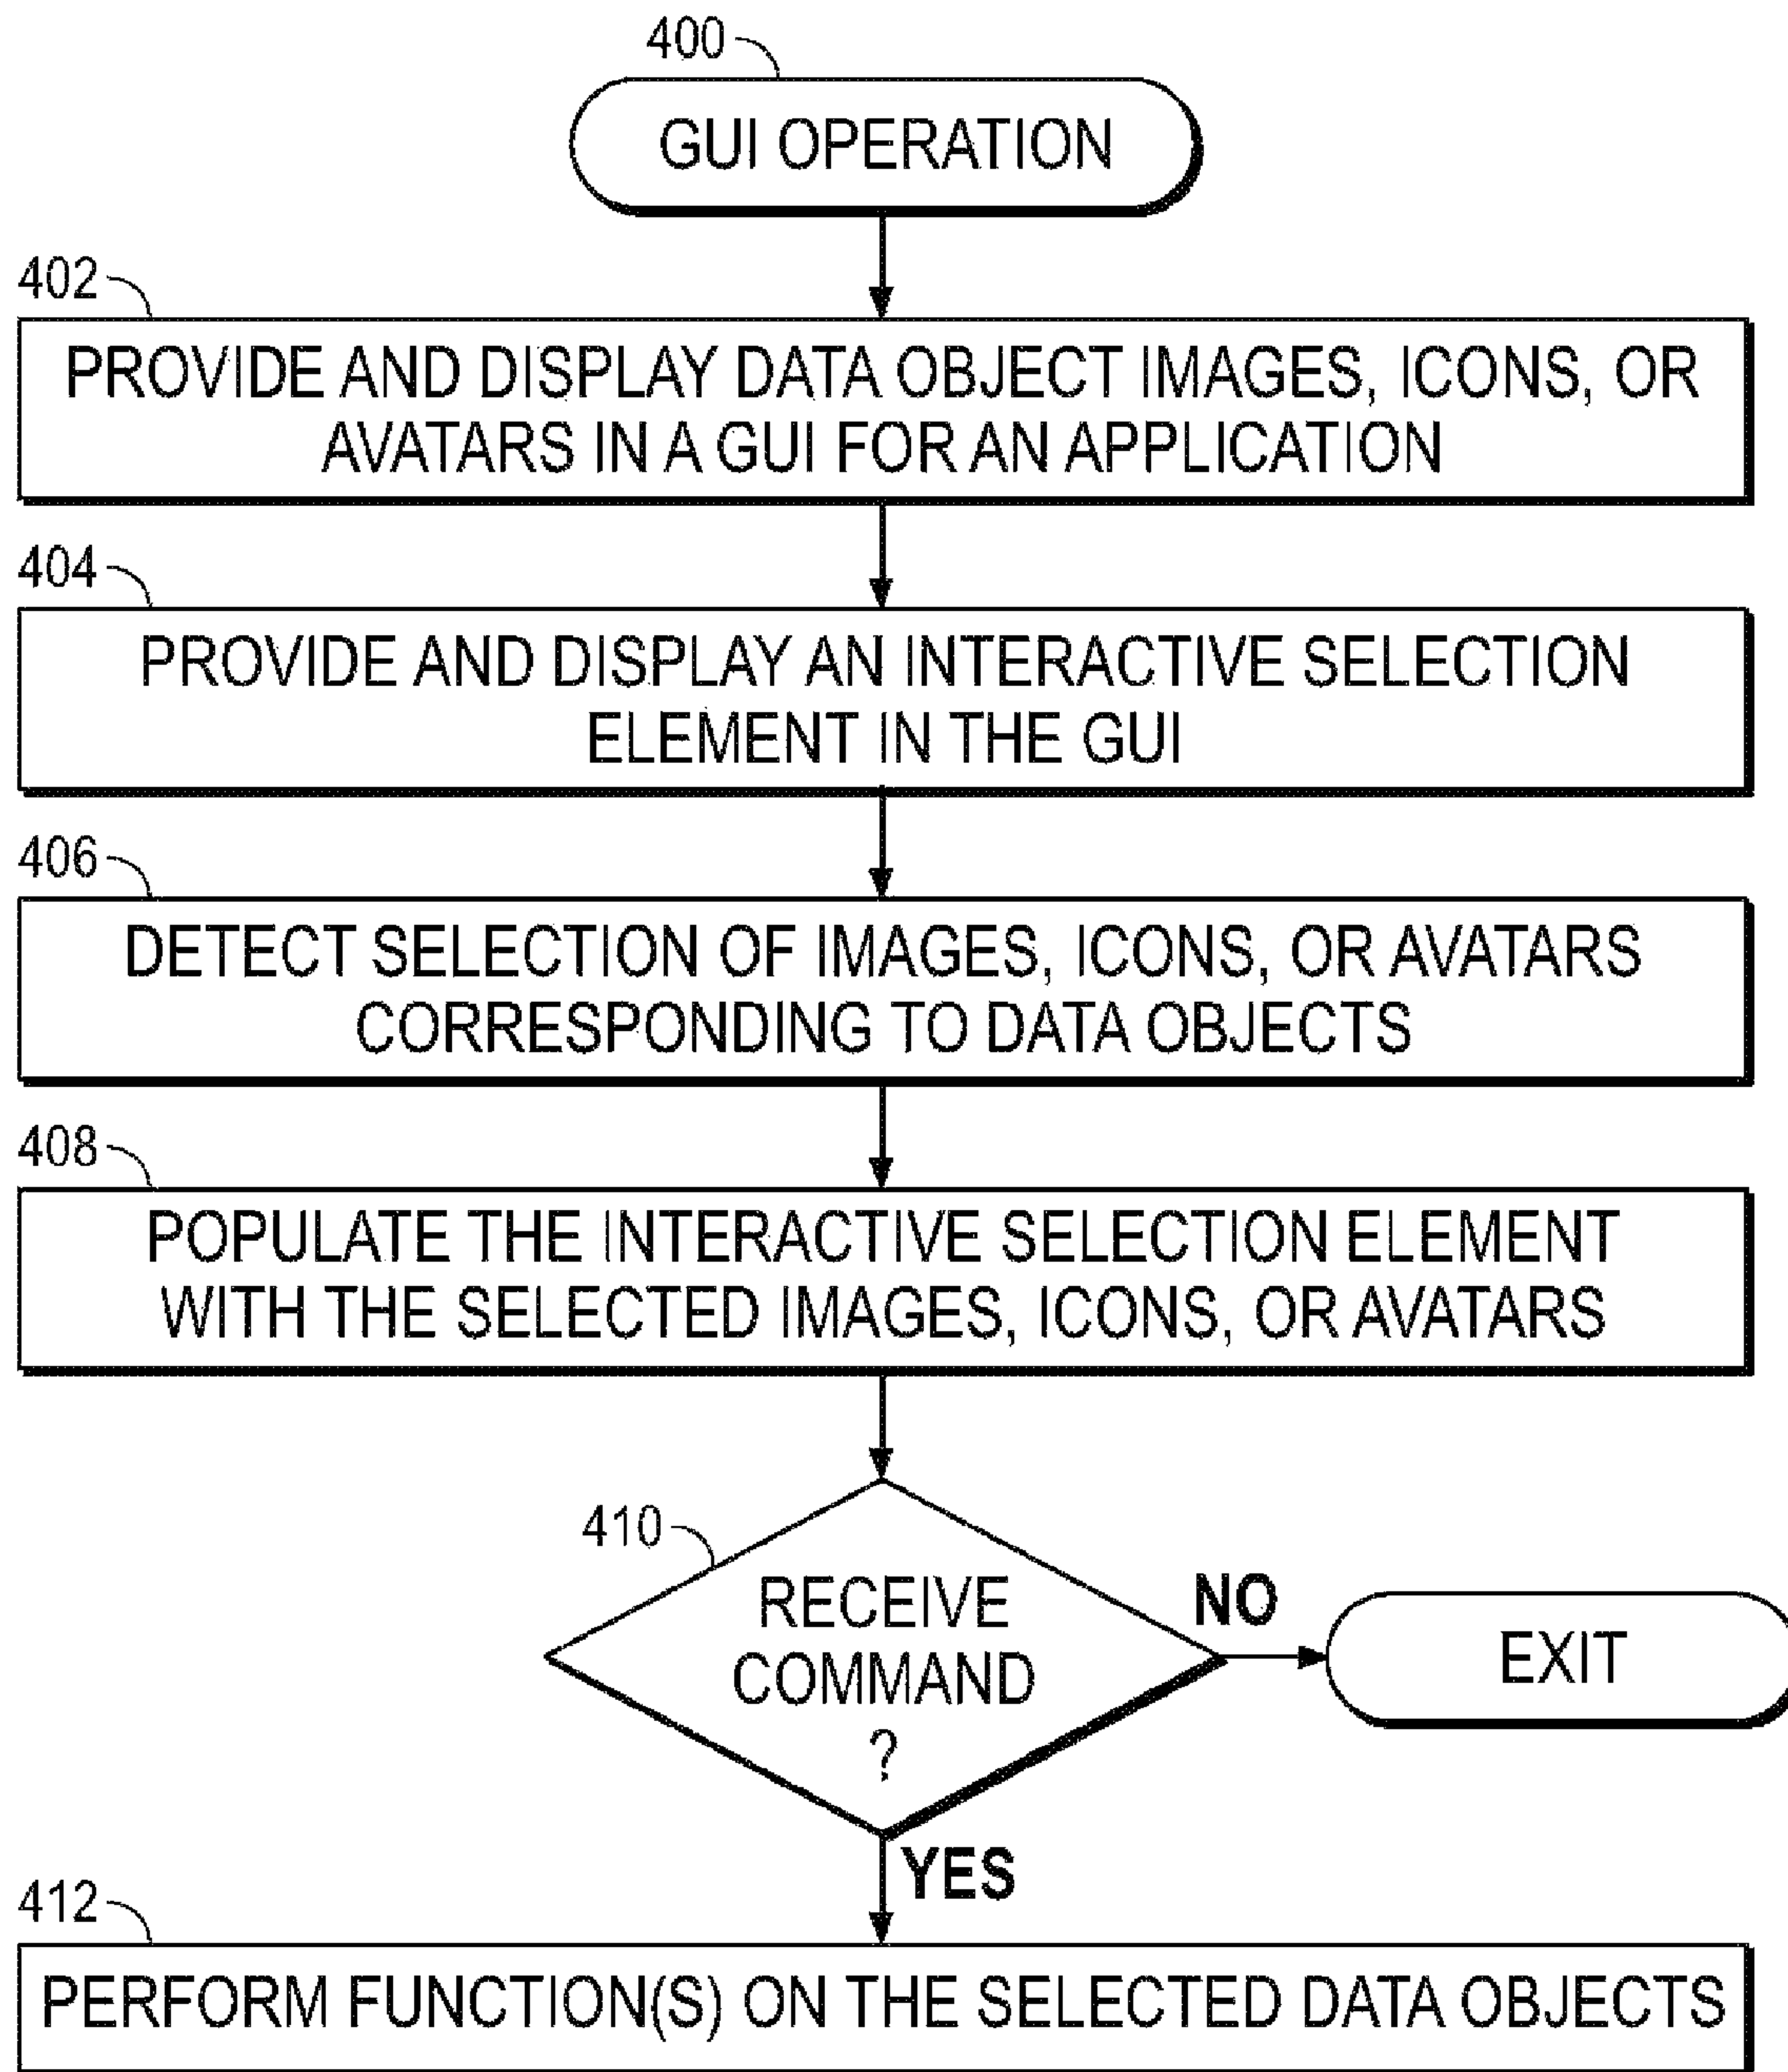 400
GUI OPERATION
402
PROVIDE AND DISPLAY DATA OBJECT IMAGES, ICONS, OR
AVATARS IN A GUI FOR AN APPLICATION
404
PROVIDE AND DISPLAY AN INTERACTIVE SELECTION
ELEMENT IN THE GUI
406
DETECT SELECTION OF IMAGES, ICONS, OR AVATARS
CORRESPONDING TO DATA OBJECTS
408
POPULATE THE INTERACTIVE SELECTION ELEMENT
WITH THE SELECTED IMAGES, ICONS, OR AVATARS
410
RECEIVE
COMMAND
?
NO
EXIT
YES
412
PERFORM FUNCTION(S) ON THE SELECTED DATA OBJECTS